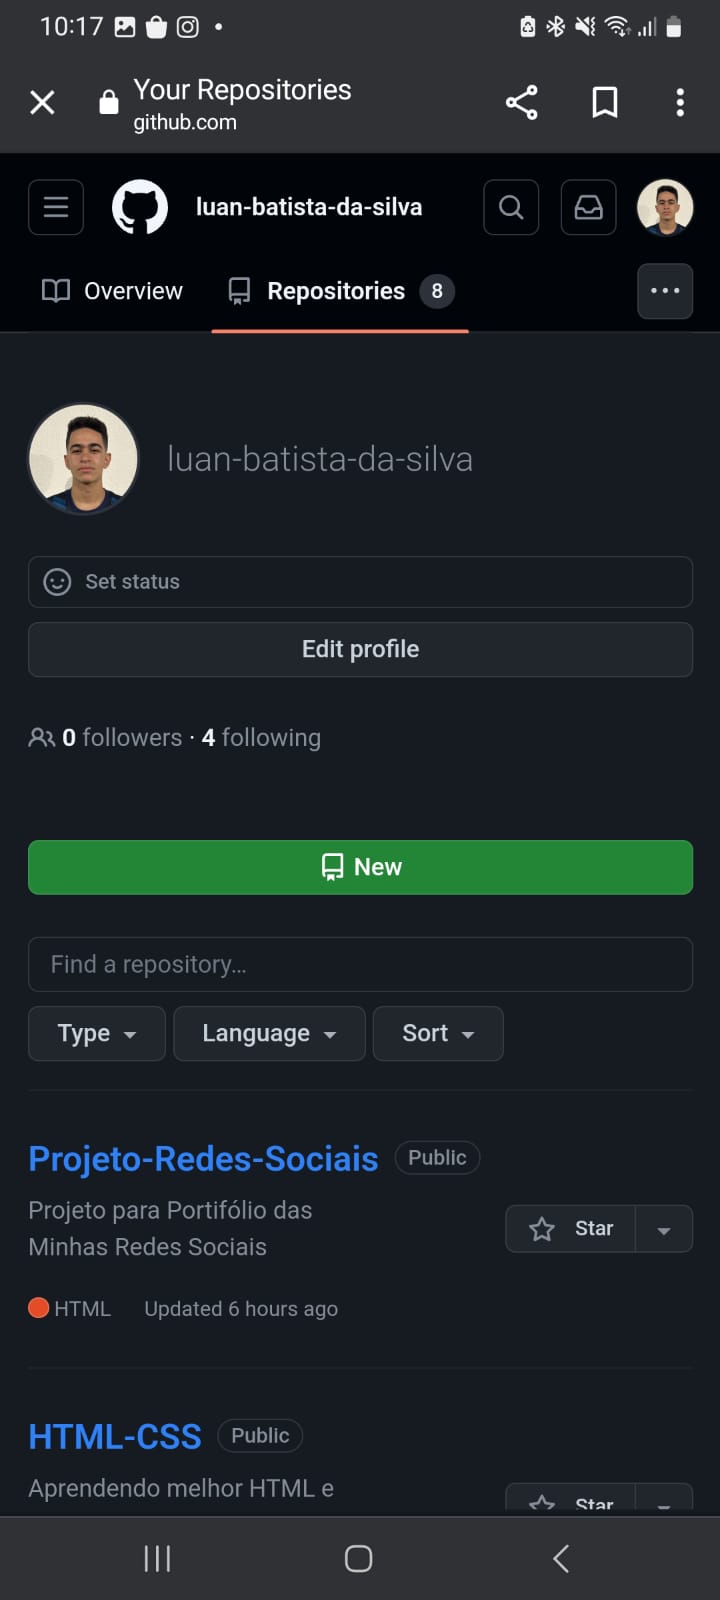 10:17
Your Repositories
github.com
luan-batista-da-silva
Overview
Repositories 8
luan-batista-da-silva
Set status
Edit profile
0 followers · 4 following
New
Find a repository...
Type Language Sort
Projeto-Redes-Sociais Public
Projeto para Portifólio das
Minhas Redes Sociais
Star
HTML Updated 6 hours ago
HTML-CSS Public
Aprendendo melhor HTML e
Star